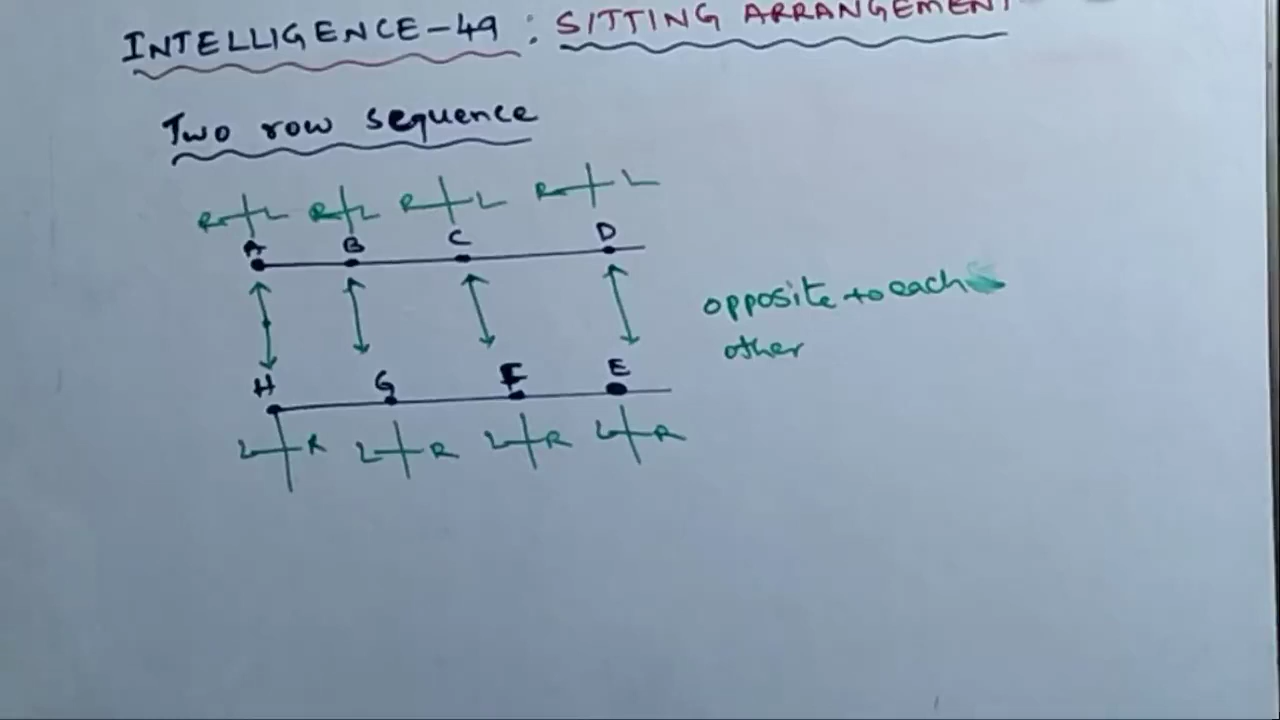 INTELLIGENCE-49 : SITTING ARRANGEMENT
Two row sequence
R L R L R L R L
A B C D
opposite to each
other
H G F E
L R L R L R L R